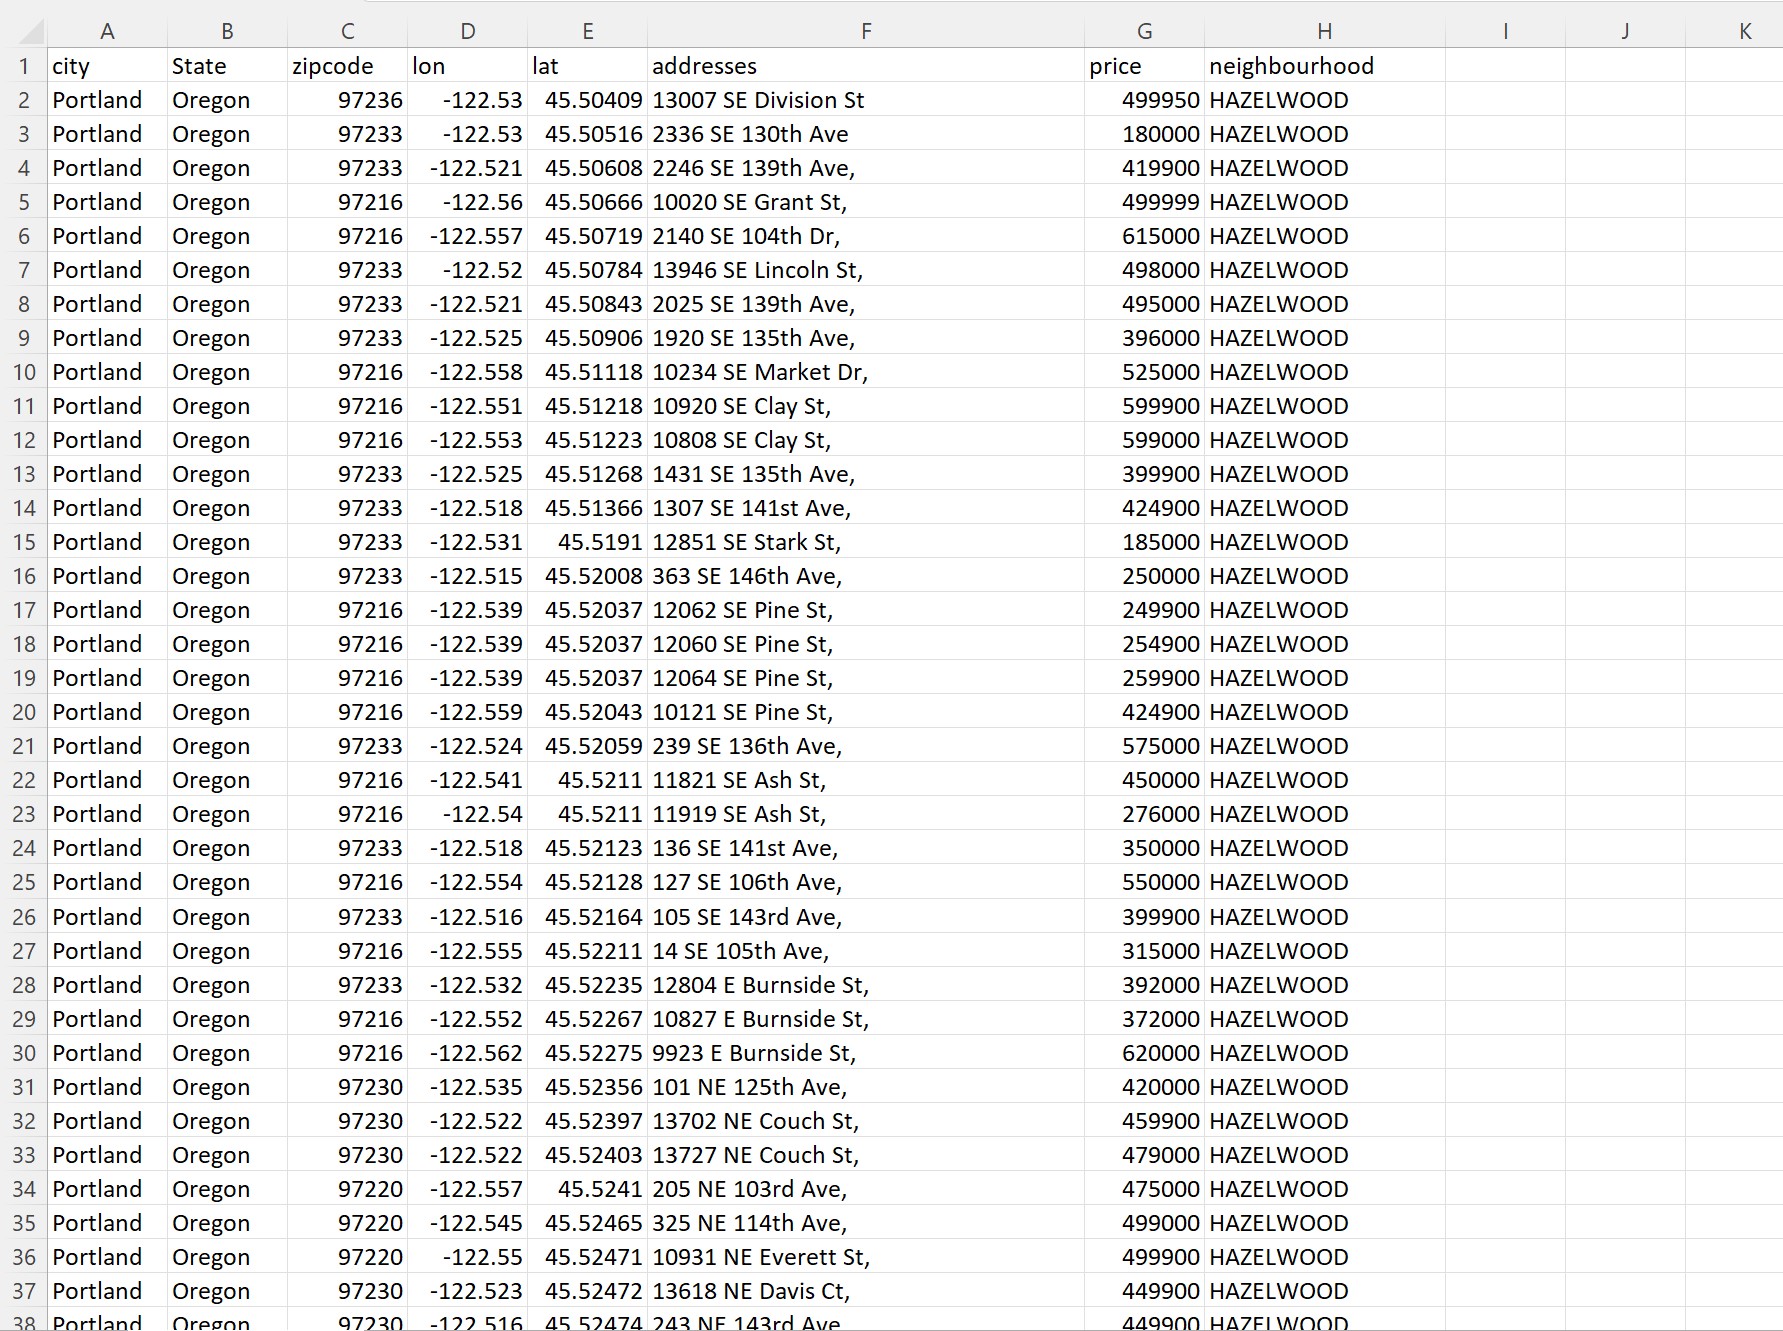 A B C D E F G H I J K
1 city State zipcode lon lat addresses price neighbourhood
2 Portland Oregon 97236 -122.53 45.50409 13007 SE Division St 499950 HAZELWOOD
3 Portland Oregon 97233 -122.53 45.50516 2336 SE 130th Ave 180000 HAZELWOOD
4 Portland Oregon 97233 -122.521 45.50608 2246 SE 139th Ave, 419900 HAZELWOOD
5 Portland Oregon 97216 -122.56 45.50666 10020 SE Grant St, 499999 HAZELWOOD
6 Portland Oregon 97216 -122.557 45.50719 2140 SE 104th Dr, 615000 HAZELWOOD
7 Portland Oregon 97233 -122.52 45.50784 13946 SE Lincoln St, 498000 HAZELWOOD
8 Portland Oregon 97233 -122.521 45.50843 2025 SE 139th Ave, 495000 HAZELWOOD
9 Portland Oregon 97233 -122.525 45.50906 1920 SE 135th Ave, 396000 HAZELWOOD
10 Portland Oregon 97216 -122.558 45.51118 10234 SE Market Dr, 525000 HAZELWOOD
11 Portland Oregon 97216 -122.551 45.51218 10920 SE Clay St, 599900 HAZELWOOD
12 Portland Oregon 97216 -122.553 45.51223 10808 SE Clay St, 599000 HAZELWOOD
13 Portland Oregon 97233 -122.525 45.51268 1431 SE 135th Ave, 399900 HAZELWOOD
14 Portland Oregon 97233 -122.518 45.51366 1307 SE 141st Ave, 424900 HAZELWOOD
15 Portland Oregon 97233 -122.531 45.5191 12851 SE Stark St, 185000 HAZELWOOD
16 Portland Oregon 97233 -122.515 45.52008 363 SE 146th Ave, 250000 HAZELWOOD
17 Portland Oregon 97216 -122.539 45.52037 12062 SE Pine St, 249900 HAZELWOOD
18 Portland Oregon 97216 -122.539 45.52037 12060 SE Pine St, 254900 HAZELWOOD
19 Portland Oregon 97216 -122.539 45.52037 12064 SE Pine St, 259900 HAZELWOOD
20 Portland Oregon 97216 -122.559 45.52043 10121 SE Pine St, 424900 HAZELWOOD
21 Portland Oregon 97233 -122.524 45.52059 239 SE 136th Ave, 575000 HAZELWOOD
22 Portland Oregon 97216 -122.541 45.5211 11821 SE Ash St, 450000 HAZELWOOD
23 Portland Oregon 97216 -122.54 45.5211 11919 SE Ash St, 276000 HAZELWOOD
24 Portland Oregon 97233 -122.518 45.52123 136 SE 141st Ave, 350000 HAZELWOOD
25 Portland Oregon 97216 -122.554 45.52128 127 SE 106th Ave, 550000 HAZELWOOD
26 Portland Oregon 97233 -122.516 45.52164 105 SE 143rd Ave, 399900 HAZELWOOD
27 Portland Oregon 97216 -122.555 45.52211 14 SE 105th Ave, 315000 HAZELWOOD
28 Portland Oregon 97233 -122.532 45.52235 12804 E Burnside St, 392000 HAZELWOOD
29 Portland Oregon 97216 -122.552 45.52267 10827 E Burnside St, 372000 HAZELWOOD
30 Portland Oregon 97216 -122.562 45.52275 9923 E Burnside St, 620000 HAZELWOOD
31 Portland Oregon 97230 -122.535 45.52356 101 NE 125th Ave, 420000 HAZELWOOD
32 Portland Oregon 97230 -122.522 45.52397 13702 NE Couch St, 459900 HAZELWOOD
33 Portland Oregon 97230 -122.522 45.52403 13727 NE Couch St, 479000 HAZELWOOD
34 Portland Oregon 97220 -122.557 45.5241 205 NE 103rd Ave, 475000 HAZELWOOD
35 Portland Oregon 97220 -122.545 45.52465 325 NE 114th Ave, 499000 HAZELWOOD
36 Portland Oregon 97220 -122.55 45.52471 10931 NE Everett St, 499900 HAZELWOOD
37 Portland Oregon 97230 -122.523 45.52472 13618 NE Davis Ct, 449900 HAZELWOOD
38 Portland Oregon 97230 -122.516 45.52474 243 NE 143rd Ave 449900 HAZELWOOD